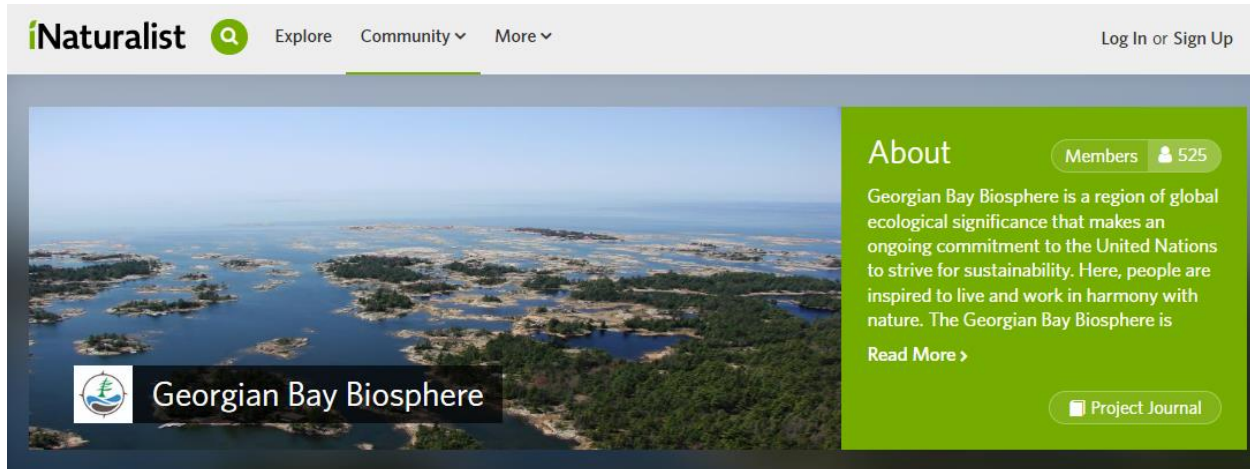 iNaturalist Explore Community More Log In or Sign Up
About Members 525
Georgian Bay Biosphere is a region of global
ecological significance that makes an
ongoing commitment to the United Nations
to strive for sustainability. Here, people are
inspired to live and work in harmony with
nature. The Georgian Bay Biosphere is
Read More >
Georgian Bay Biosphere
Project Journal